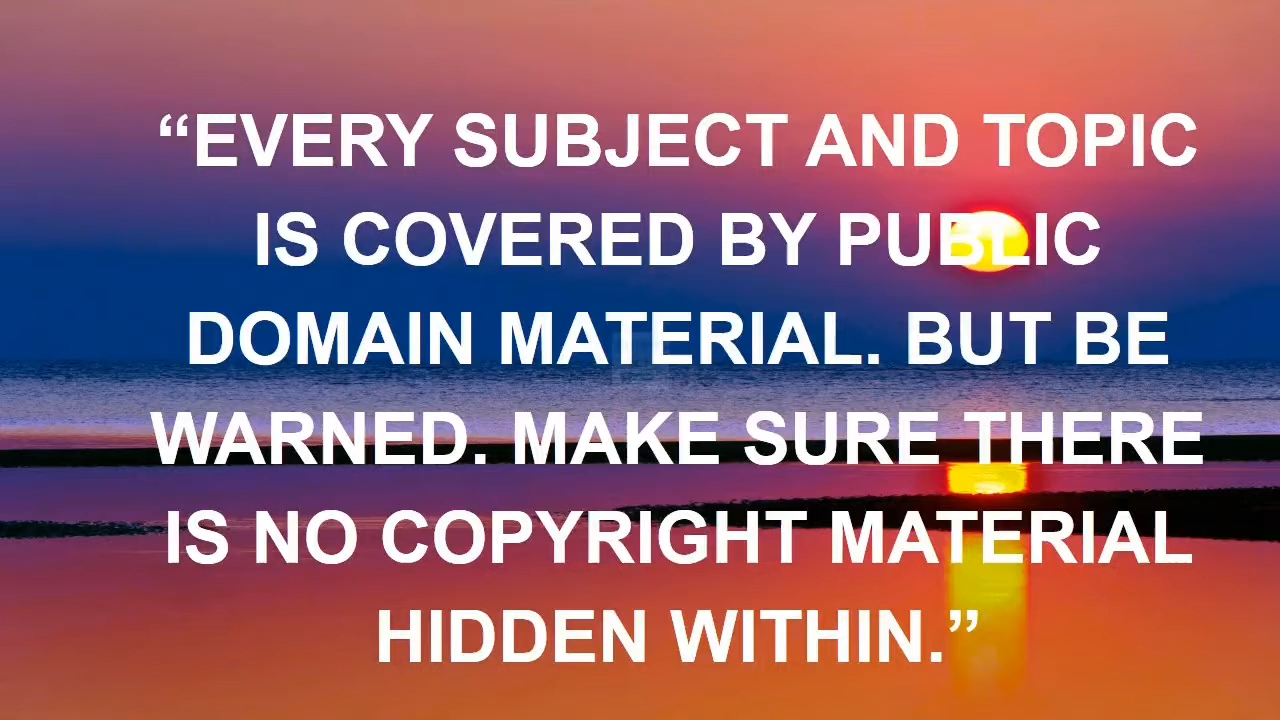 “EVERY SUBJECT AND TOPIC
IS COVERED BY PUBLIC
DOMAIN MATERIAL. BUT BE
WARNED. MAKE SURE THERE
IS NO COPYRIGHT MATERIAL
HIDDEN WITHIN.”